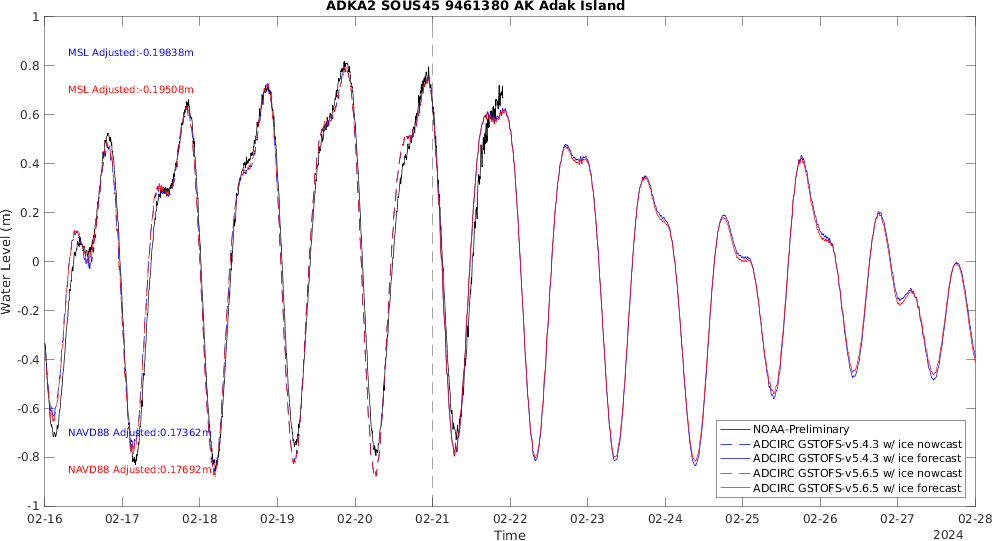 ADKA2 SOUS45 9461380 AK Adak Island
MSL Adjusted:-0.19838m
MSL Adjusted:-0.19508m
NAVD88 Adjusted:0.17362m
NAVD88 Adjusted:0.17692m
Water Level (m)
1
0.8
0.6
0.4
0.2
0
-0.2
-0.4
-0.6
-0.8
-1
NOAA-Preliminary
ADCIRC GSTOFS-v5.4.3 w/ ice nowcast
ADCIRC GSTOFS-v5.4.3 w/ ice forecast
ADCIRC GSTOFS-v5.6.5 w/ ice nowcast
ADCIRC GSTOFS-v5.6.5 w/ ice forecast
02-16 02-17 02-18 02-19 02-20 02-21 02-22 02-23 02-24 02-25 02-26 02-27 02-28
Time
2024